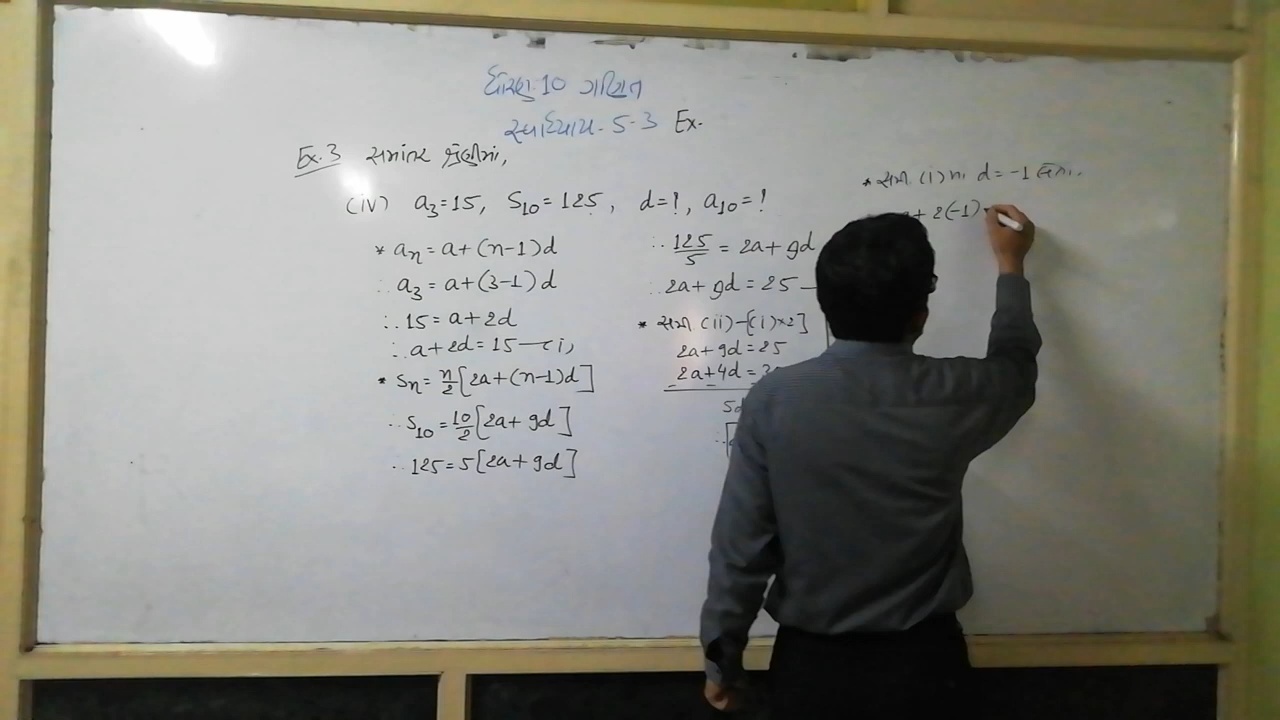 ધોરણ:10 ગણિત
સ્વાધ્યાય-5.3 Ex.
Ex.3 સમાંતર શ્રેણીમાં,
(iv) a₃=15, S₁₀=125, d=?, a₁₀=?
* aₙ=a+(n-1)d
∴ a₃=a+(3-1)d
∴ 15=a+2d
∴ a+2d=15—(i)
* Sₙ=n/2[2a+(n-1)d]
∴ S₁₀=10/2[2a+9d]
∴ 125=5[2a+9d]
∴ 125/5=2a+9d
∴ 2a+9d=25—
* સમી (ii)-[(i)×2]
2a+9d=25
2a+4d=
5d
* સમી (i) માં d=-1 લેતાં.
+2(-1)